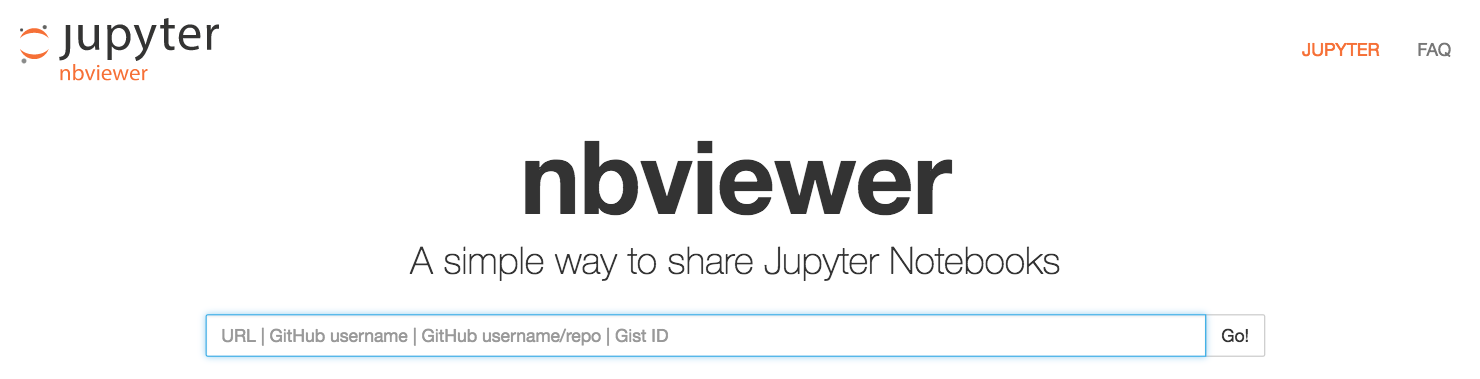 jupyter
nbviewer
JUPYTER FAQ
nbviewer
A simple way to share Jupyter Notebooks
URL | GitHub username | GitHub username/repo | Gist ID Go!